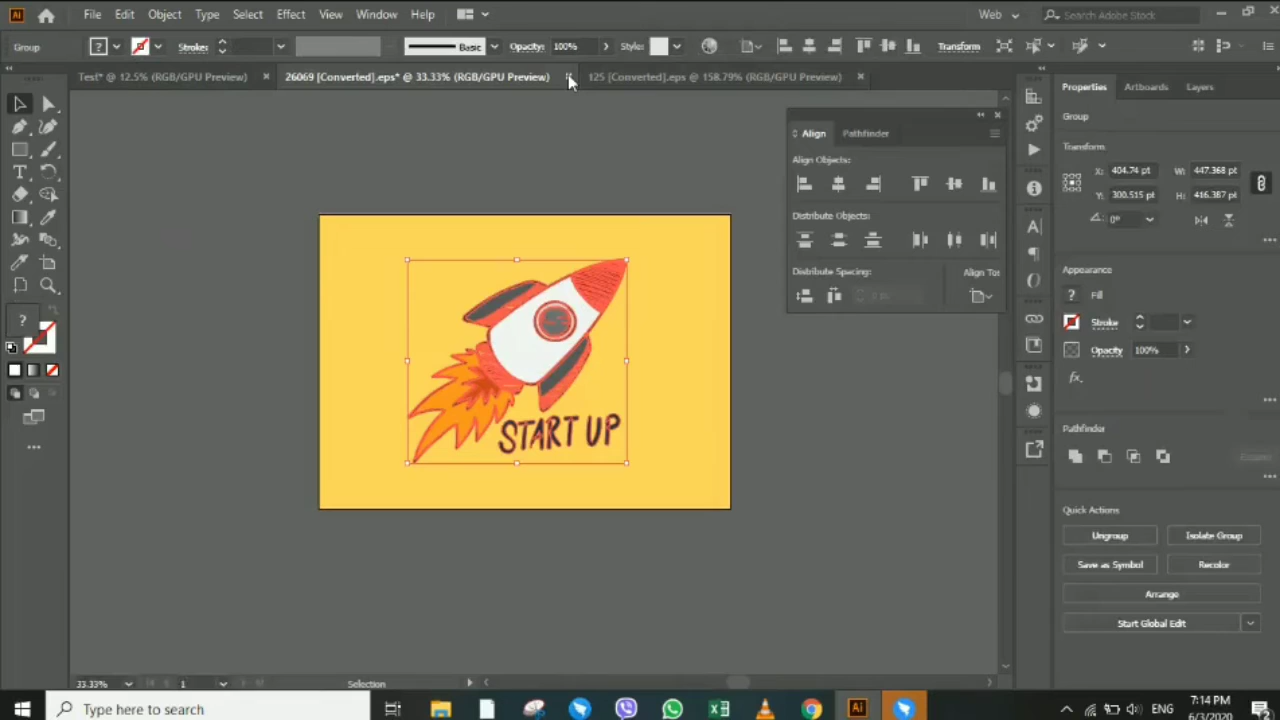 File Edit Object Type Select Effect View Window Help Web Search Adobe Stock
Group Strokes: Basic Opacity: 100% Style: Transform
Test* @ 12.5% (RGB/GPU Preview) 26069 [Converted].eps* @ 33.33% (RGB/GPU Preview) 125 [Converted].eps @ 158.79% (RGB/GPU Preview)
Properties Artboards Layers
Group
Transform
X: 404.74 pt W: 447.368 pt
Y: 300.515 pt H: 416.387 pt
0°
Align Pathfinder
Align Objects:
Distribute Objects:
Distribute Spacing: Align To:
Appearance
Fill
Stroke
Opacity 100%
fx
Pathfinder
Expand
Quick Actions
Ungroup Isolate Group
Save as Symbol Recolor
Arrange
Start Global Edit
START UP
33.33% 1 Selection
Type here to search
ENG
7:14 PM
6/3/2020